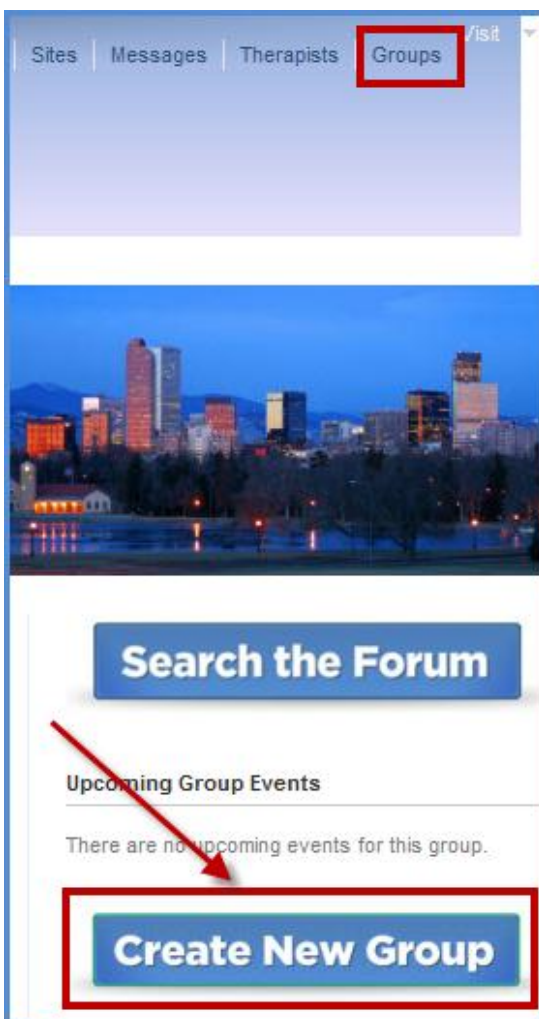 Visit
Sites Messages Therapists Groups
Search the Forum
Upcoming Group Events
There are no upcoming events for this group.
Create New Group